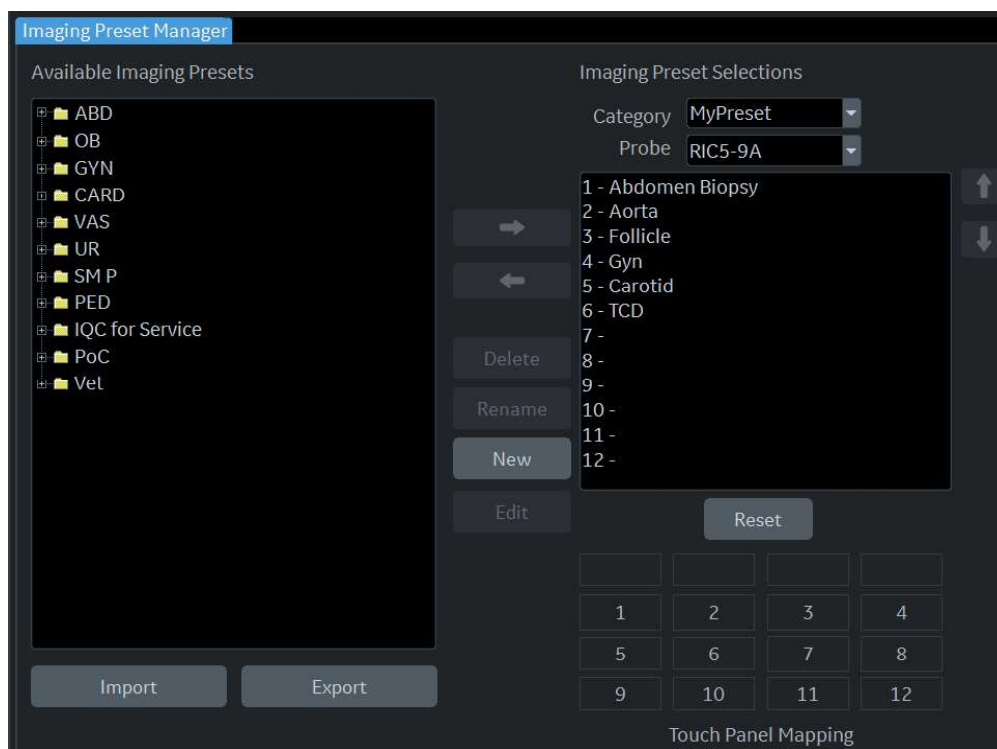 Imaging Preset Manager
Available Imaging Presets
ABD
OB
GYN
CARD
VAS
UR
SM P
PED
IQC for Service
PoC
Vet
Import
Export
Delete
Rename
New
Edit
Imaging Preset Selections
Category MyPreset
Probe RIC5-9A
1 - Abdomen Biopsy
2 - Aorta
3 - Follicle
4 - Gyn
5 - Carotid
6 - TCD
7 -
8 -
9 -
10 -
11 -
12 -
Reset
1 2 3 4
5 6 7 8
9 10 11 12
Touch Panel Mapping